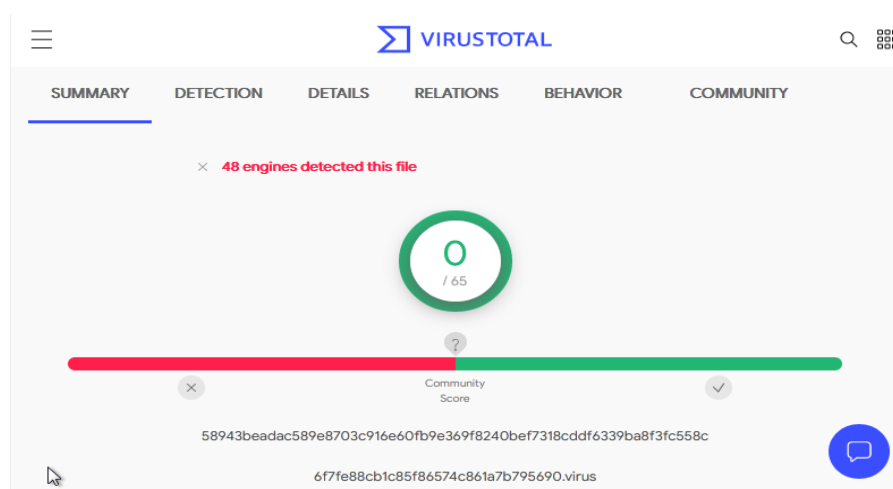 VIRUSTOTAL
SUMMARY DETECTION DETAILS RELATIONS BEHAVIOR COMMUNITY
48 engines detected this file
0
/ 65
?
Community
Score
58943beadac589e8703c916e60fb9e369f8240bef7318cddf6339ba8f3fc558c
6f7fe88cb1c85f86574c861a7b795690.virus